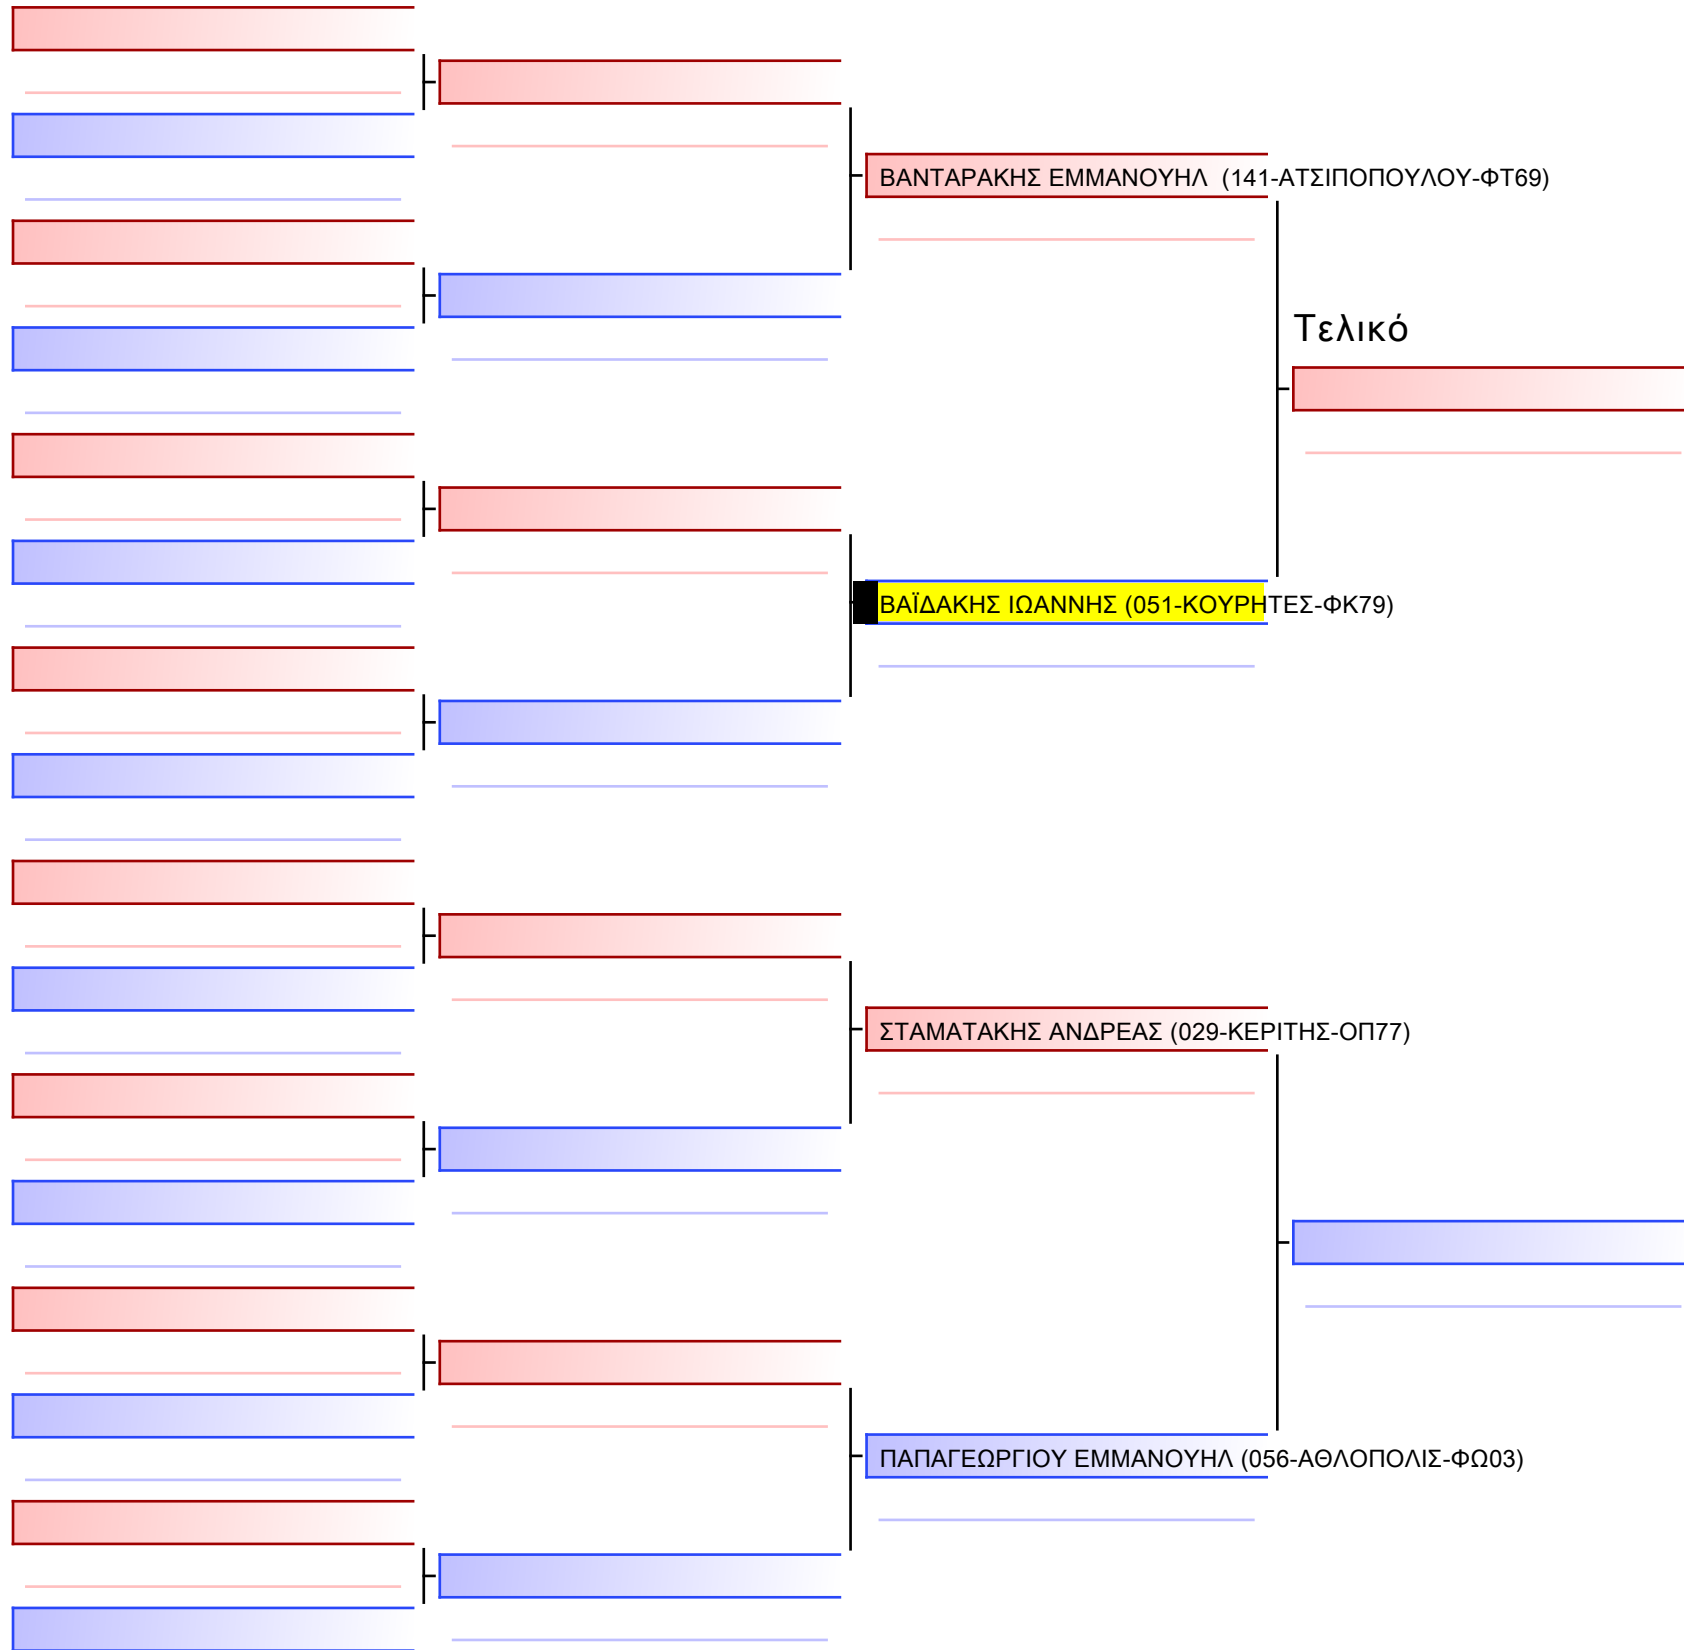 ΒΑΝΤΑΡΑΚΗΣ ΕΜΜΑΝΟΥΗΛ  (141-ΑΤΣΙΠΟΠΟΥΛΟΥ-ΦΤ69)
Τελικό
ΒΑΪΔΑΚΗΣ ΙΩΑΝΝΗΣ (051-ΚΟΥΡΗΤΕΣ-ΦΚ79)
ΣΤΑΜΑΤΑΚΗΣ ΑΝΔΡΕΑΣ (029-ΚΕΡΙΤΗΣ-ΟΠ77)
ΠΑΠΑΓΕΩΡΓΙΟΥ ΕΜΜΑΝΟΥΗΛ (056-ΑΘΛΟΠΟΛΙΣ-ΦΩ03)